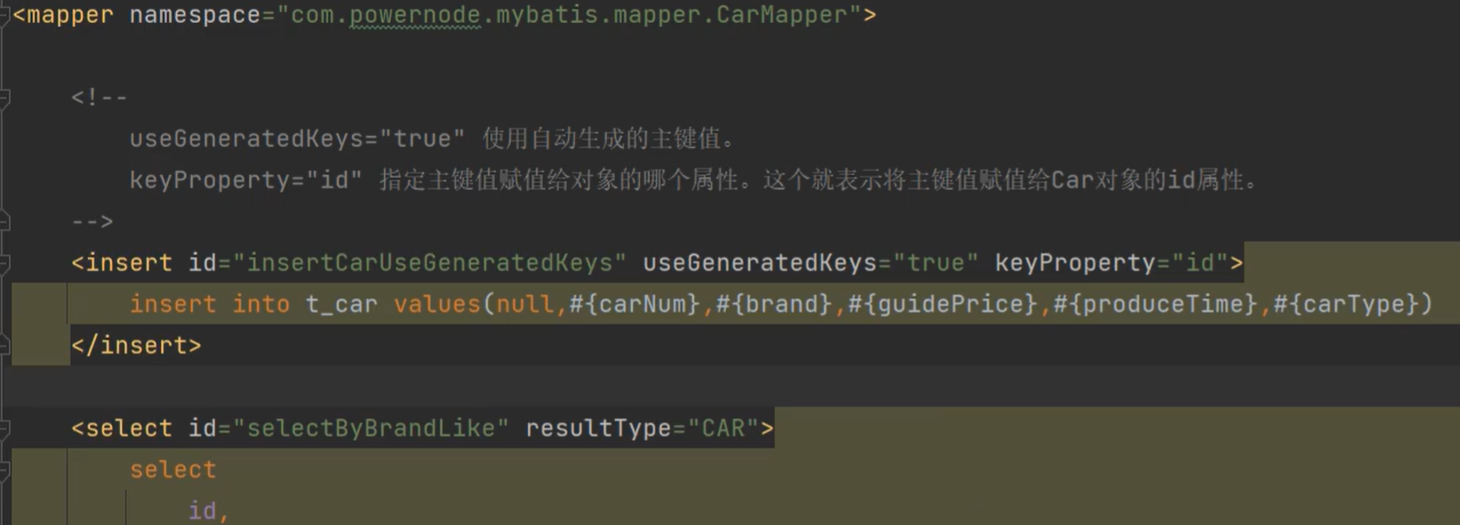 <mapper namespace="com.powernode.mybatis.mapper.CarMapper">
<!--
useGeneratedKeys="true" 使用自动生成的主键值。
keyProperty="id" 指定主键值赋值给对象的哪个属性。这个就表示将主键值赋值给Car对象的id属性。
-->
<insert id="insertCarUseGeneratedKeys" useGeneratedKeys="true" keyProperty="id">
insert into t_car values(null,#{carNum},#{brand},#{guidePrice},#{produceTime},#{carType})
</insert>
<select id="selectByBrandLike" resultType="CAR">
select
id,